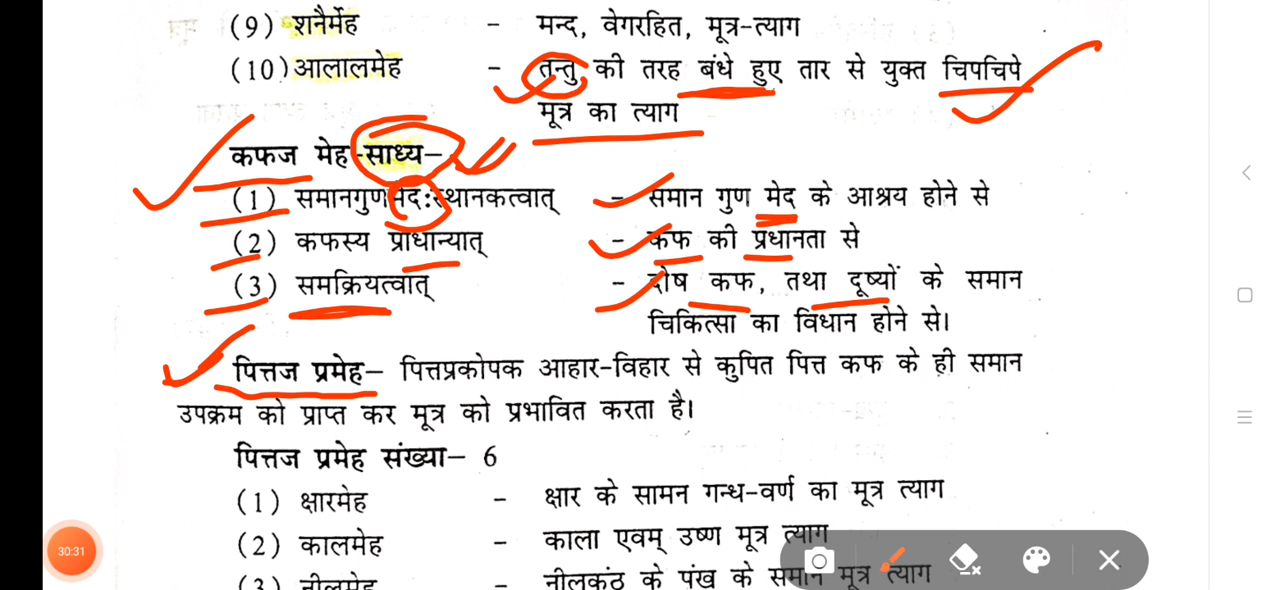 (9) शनैर्मेह - मन्द, वेगरहित, मूत्र-त्याग
(10) आलालमेह - तन्तु की तरह बंधे हुए तार से युक्त चिपचिपे
मूत्र का त्याग
कफज मेह-साध्य-
(1) समानगुणमेदःस्थानकत्वात् - समान गुण मेद के आश्रय होने से
(2) कफस्य प्राधान्यात् - कफ की प्रधानता से
(3) समक्रियत्वात् - दोष कफ, तथा दूष्यों के समान
चिकित्सा का विधान होने से।
पित्तज प्रमेह- पित्तप्रकोपक आहार-विहार से कुपित पित्त कफ के ही समान
उपक्रम को प्राप्त कर मूत्र को प्रभावित करता है।
पित्तज प्रमेह संख्या- 6
(1) क्षारमेह - क्षार के सामन गन्ध-वर्ण का मूत्र त्याग
(2) कालमेह - काला एवम् उष्ण मूत्र त्याग
(3) नीलमेह - नीलकंठ के पंख के समान मूत्र त्याग
30:31